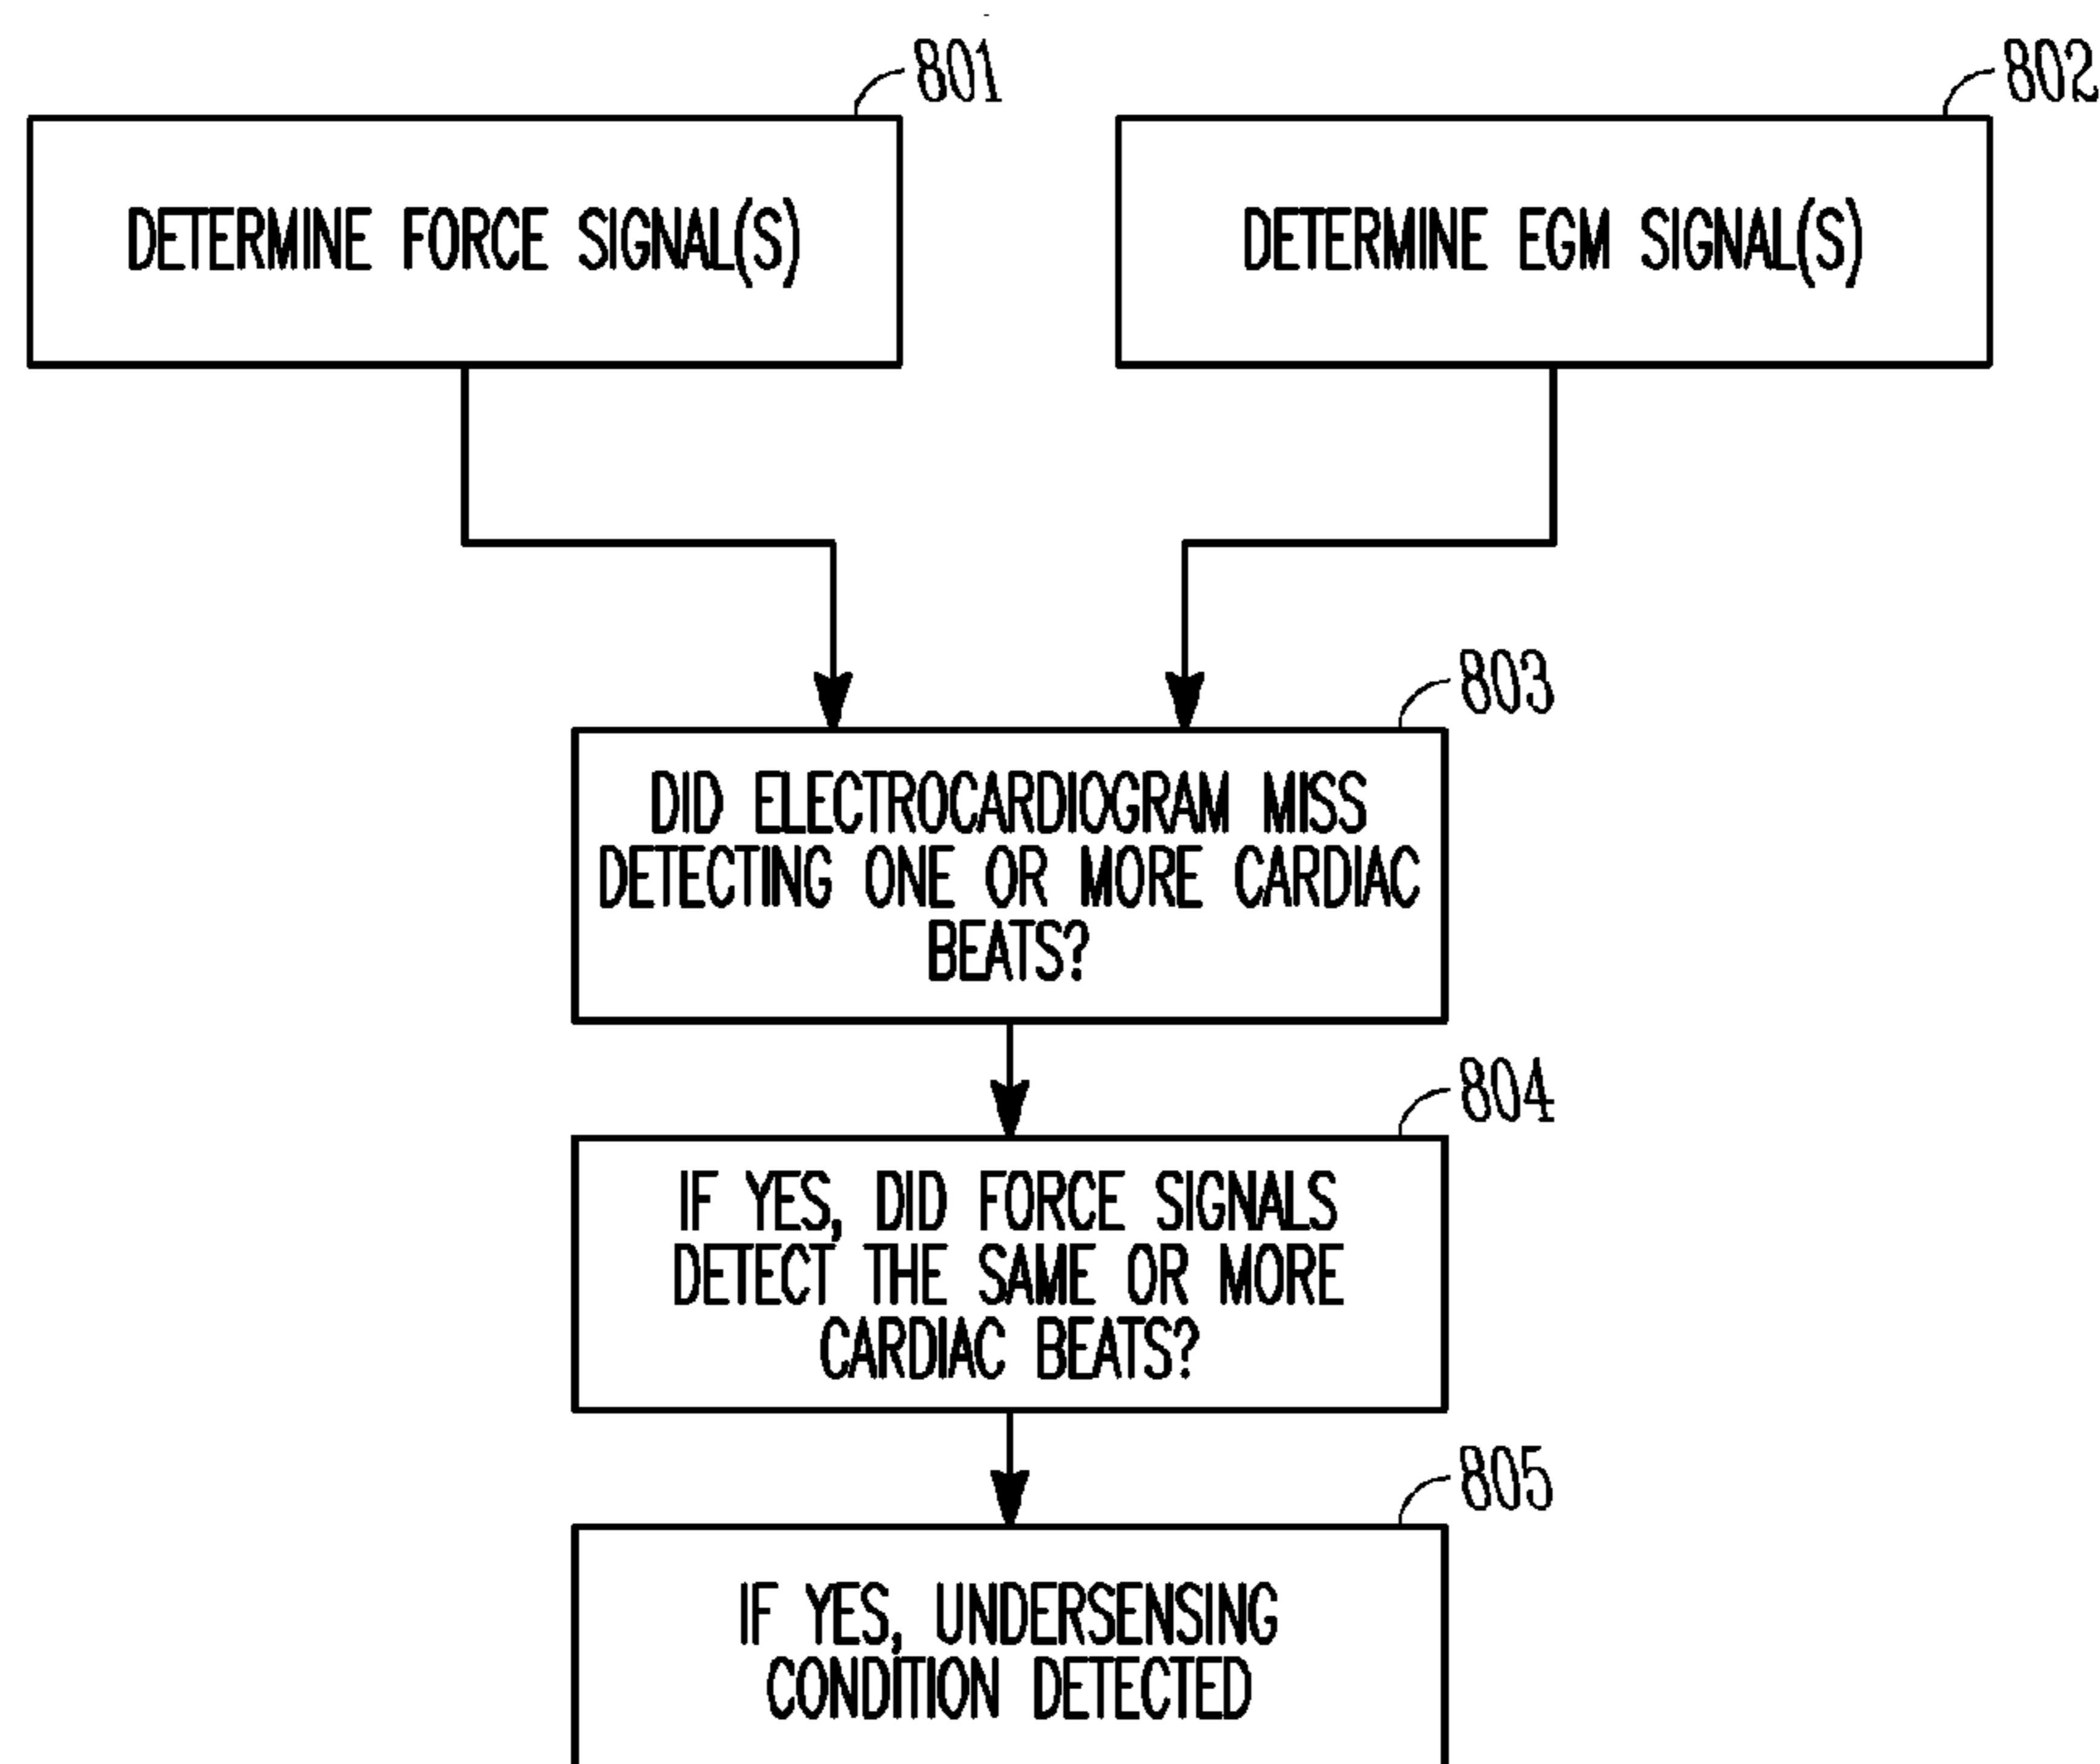 801
802
DETERMINE FORCE SIGNAL(S)
DETERMINE EGM SIGNAL(S)
803
DID ELECTROCARDIOGRAM MISS
DETECTING ONE OR MORE CARDIAC
BEATS?
804
IF YES, DID FORCE SIGNALS
DETECT THE SAME OR MORE
CARDIAC BEATS?
805
IF YES, UNDERSENSING
CONDITION DETECTED